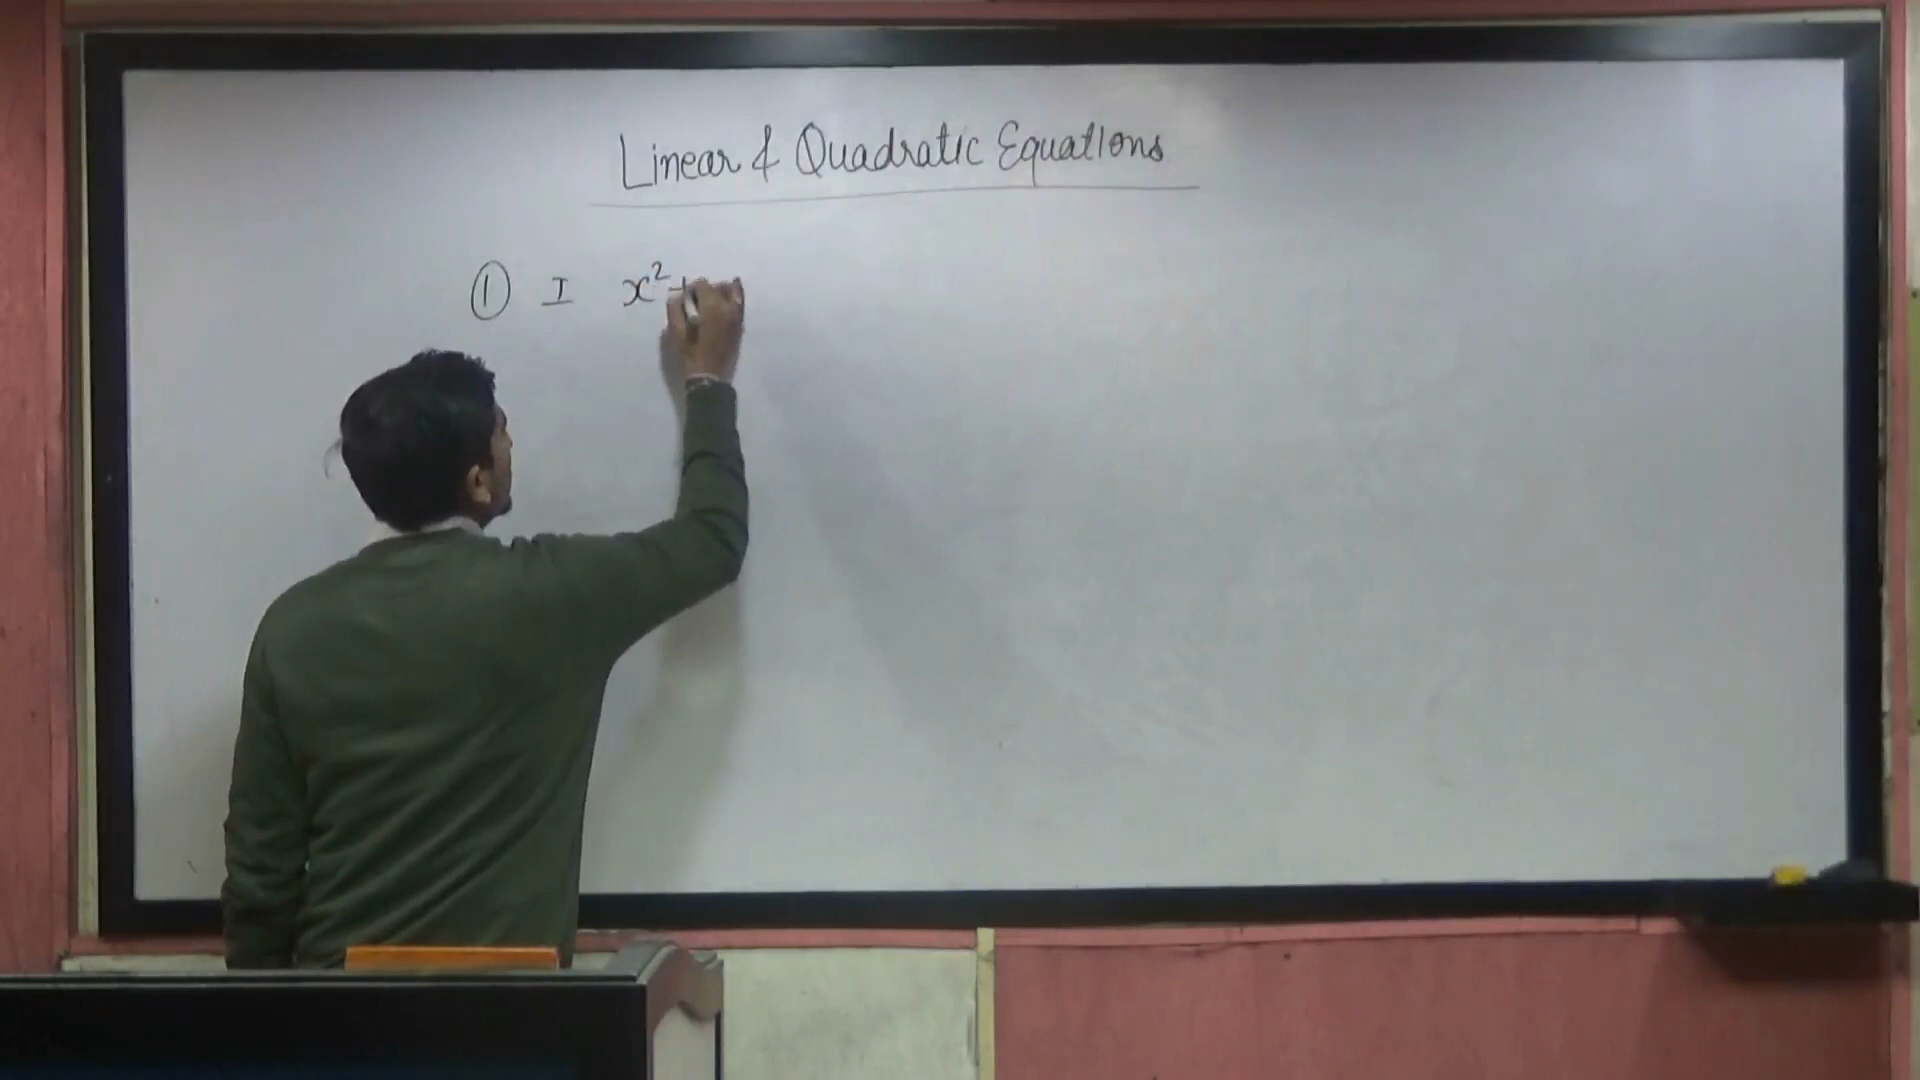 Linear & Quadratic Equations
① I x² +